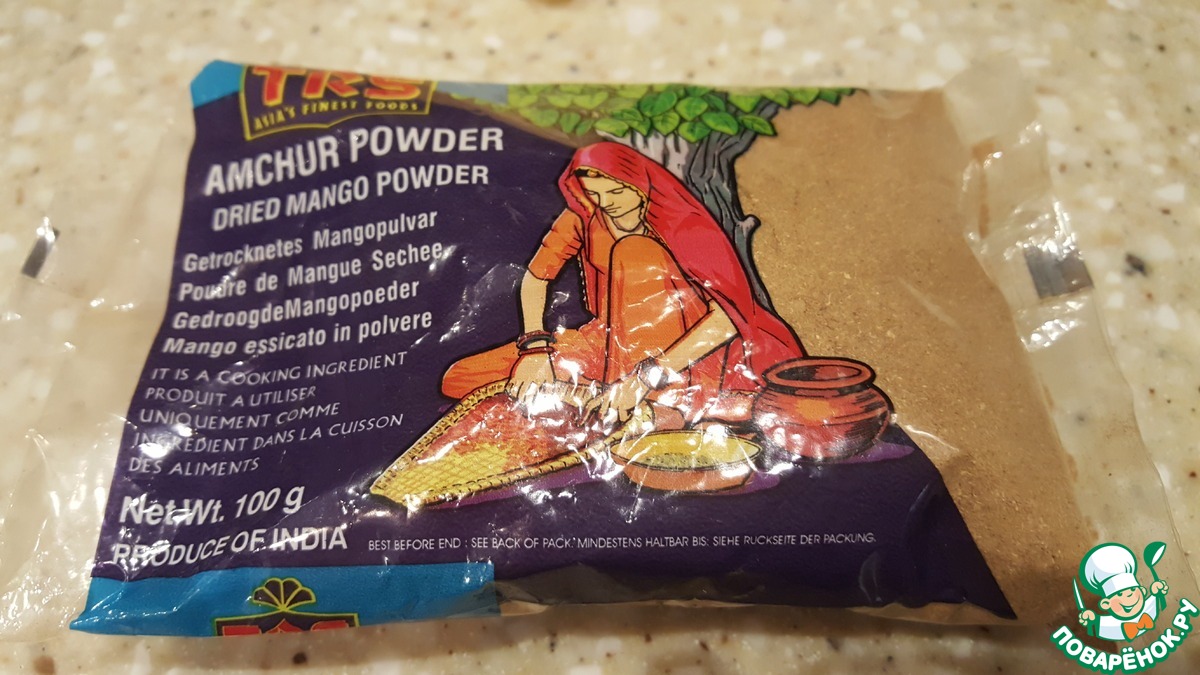 TRS
ASIA'S FINEST FOODS
AMCHUR POWDER
DRIED MANGO POWDER
Getrocknetes Mangopulvar
Poudre de Mangue Sechee
GedroogdeMangopoeder
Mango essicato in polvere
IT IS A COOKING INGREDIENT
PRODUIT A UTILISER
UNIQUEMENT COMME
INGREDIENT DANS LA CUISSON
DES ALIMENTS
Net Wt. 100 g
PRODUCE OF INDIA
BEST BEFORE END : SEE BACK OF PACK. MINDESTENS HALTBAR BIS: SIEHE RUCKSEITE DER PACKUNG.
TRS
ПОВАРЁНОК.РУ